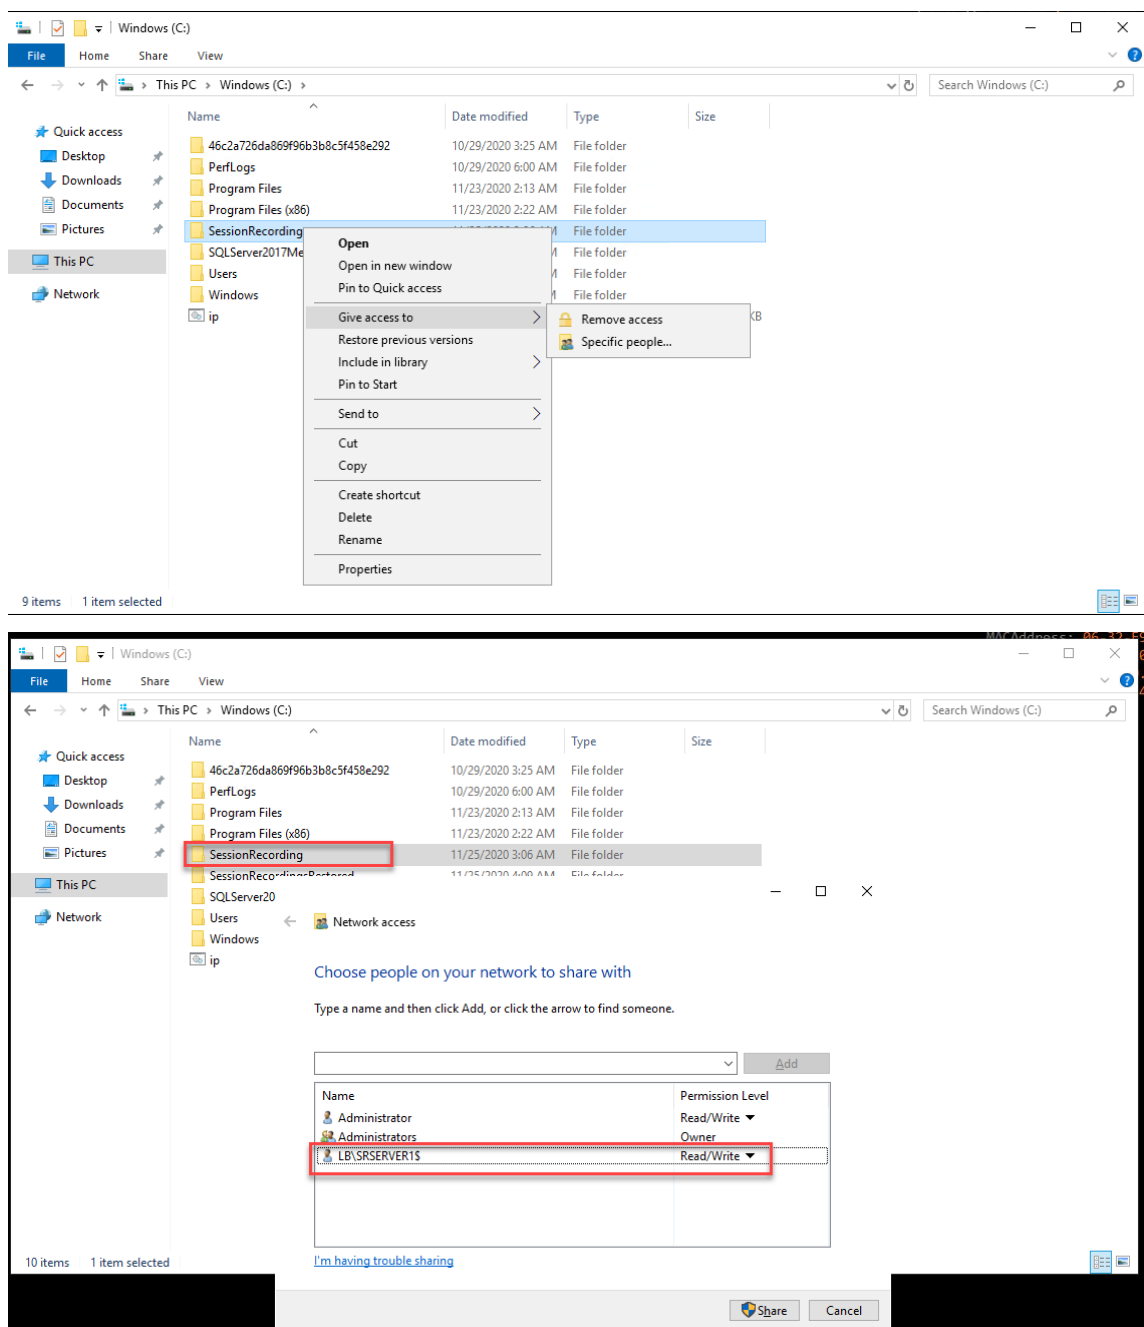 Windows (C:)
File Home Share View
This PC > Windows (C:) > Search Windows (C:)
Name Date modified Type Size
Quick access
Desktop
Downloads
Documents
Pictures
This PC
Network
46c2a726da869f96b3b8c5f458e292 10/29/2020 3:25 AM File folder
PerfLogs 10/29/2020 6:00 AM File folder
Program Files 11/23/2020 2:13 AM File folder
Program Files (x86) 11/23/2020 2:22 AM File folder
SessionRecording File folder
SQLServer2017Me File folder
Users File folder
Windows File folder
ip KB
Open
Open in new window
Pin to Quick access
Give access to
Restore previous versions
Include in library
Pin to Start
Send to
Cut
Copy
Create shortcut
Delete
Rename
Properties
Remove access
Specific people...
9 items 1 item selected
MACAddress: 06 32
Windows (C:)
File Home Share View
This PC > Windows (C:) Search Windows (C:)
Name Date modified Type Size
Quick access
Desktop
Downloads
Documents
Pictures
This PC
Network
46c2a726da869f96b3b8c5f458e292 10/29/2020 3:25 AM File folder
PerfLogs 10/29/2020 6:00 AM File folder
Program Files 11/23/2020 2:13 AM File folder
Program Files (x86) 11/23/2020 2:22 AM File folder
SessionRecording 11/25/2020 3:06 AM File folder
SessionRecordingsRestored 11/25/2020 4:09 AM File folder
SQLServer20
Users
Windows
ip
Network access
Choose people on your network to share with
Type a name and then click Add, or click the arrow to find someone.
Add
Name Permission Level
Administrator Read/Write
Administrators Owner
LB\SRSERVER1$ Read/Write
I'm having trouble sharing
10 items 1 item selected
Share Cancel